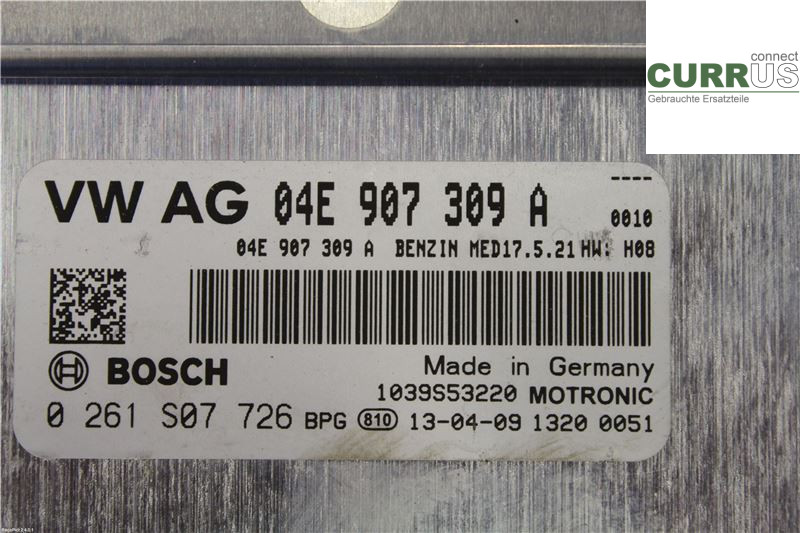 connect
CURRUS
Gebrauchte Ersatzteile
----
VW AG 04E 907 309 A 0010
04E 907 309 A BENZIN MED17.5.21 HW: H08
BOSCH Made in Germany
1039S53220 MOTRONIC
0 261 S07 726 BPG 810 13-04-09 1320 0051